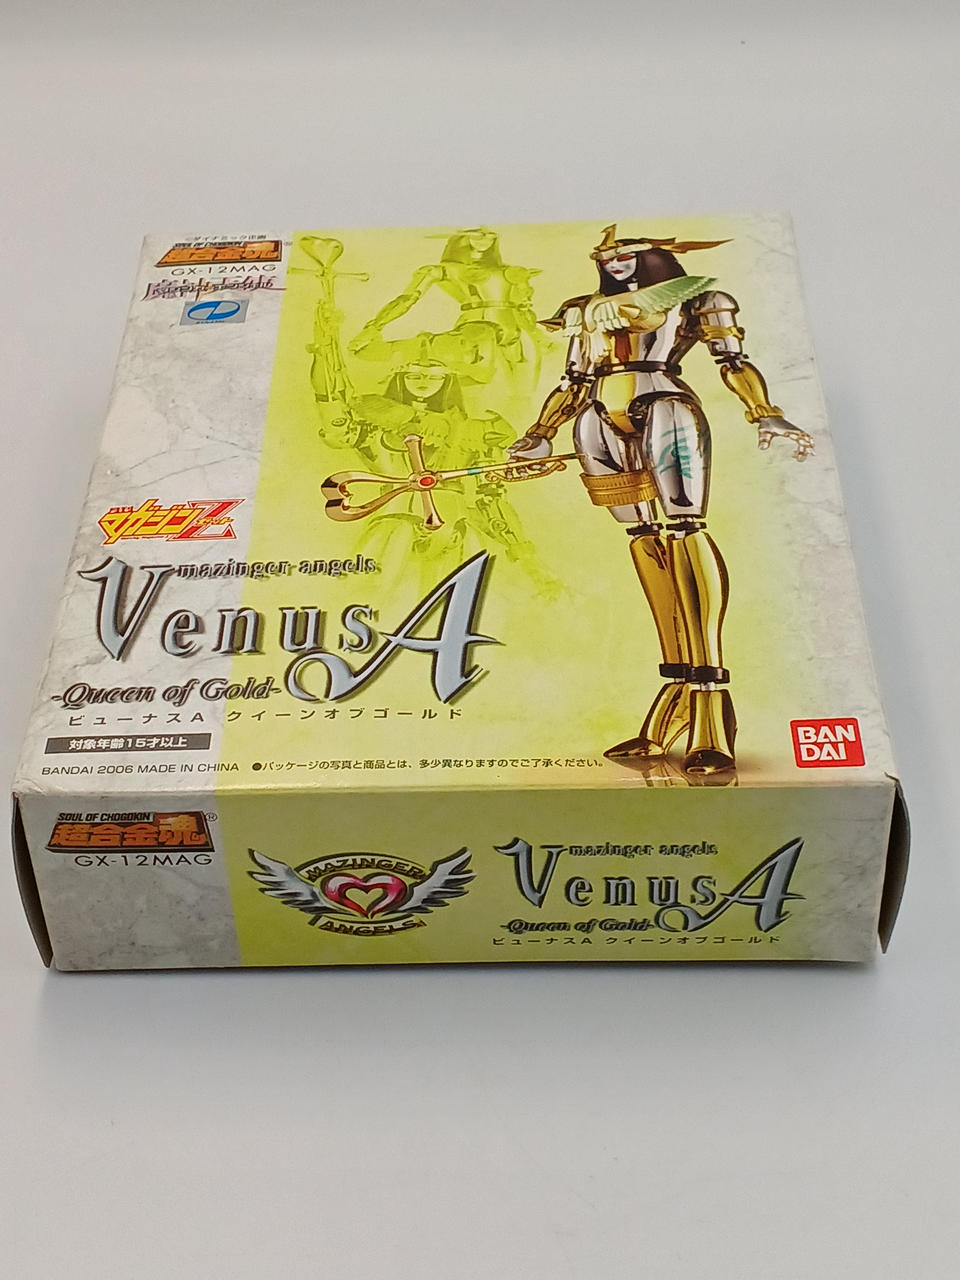 ©ダイナミック企画
SOUL OF CHOGOKIN
超合金魂®
GX-12MAG
マガジンZ
mazinger angels
Venus A
-Queen of Gold-
ビューナスA クイーンオブゴールド
対象年齢15才以上
BANDAI 2006 MADE IN CHINA ●パッケージの写真と商品とは、多少異なりますのでご了承ください。
BAN
DAI
SOUL OF CHOGOKIN
超合金魂®
GX-12MAG
MAZINGER
ANGELS
mazinger angels
Venus A
-Queen of Gold-
ビューナスA クイーンオブゴールド